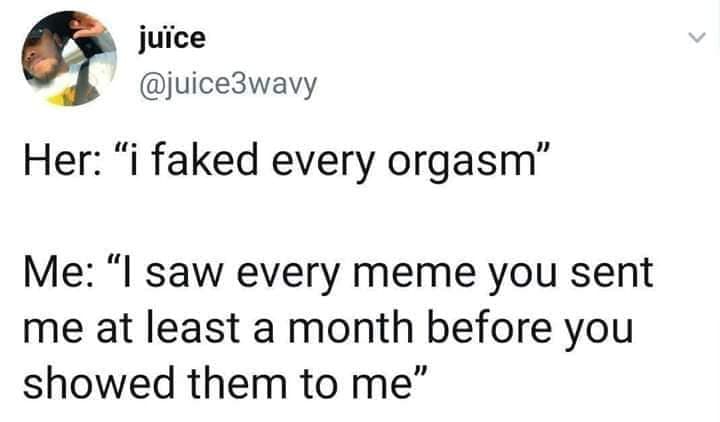 juïce
@juice3wavy
Her: “i faked every orgasm”
Me: “I saw every meme you sent
me at least a month before you
showed them to me”